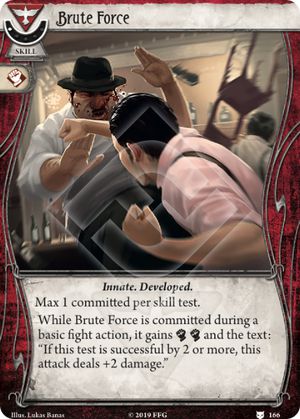 Brute Force
SKILL
Innate. Developed.
Max 1 committed per skill test.
While Brute Force is committed during a
basic fight action, it gains and the text:
“If this test is successful by 2 or more, this
attack deals +2 damage.”
Illus. Lukas Banas © 2019 FFG 166